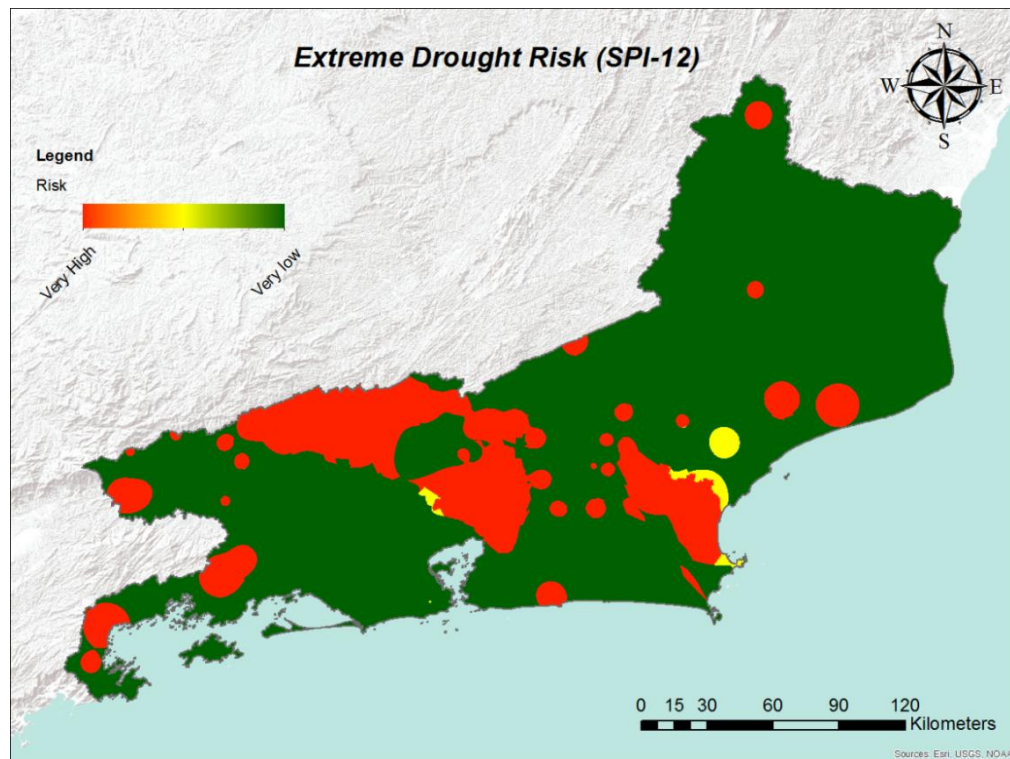 Extreme Drought Risk (SPI-12)
N
W
E
S
Legend
Risk
Very High
Very low
0 15 30 60 90 120
Kilometers
Sources: Esri, USGS, NOAA